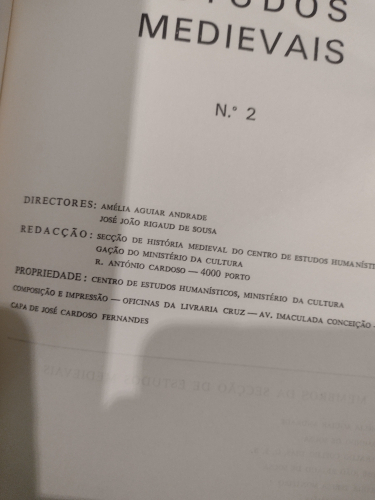 ESTUDOS
MEDIEVAIS
N.º 2
DIRECTORES: AMÉLIA AGUIAR ANDRADE
JOSÉ JOÃO RIGAUD DE SOUSA
REDACÇÃO: SECÇÃO DE HISTÓRIA MEDIEVAL DO CENTRO DE ESTUDOS HUMANÍSTI
GAÇÃO DO MINISTÉRIO DA CULTURA
R. ANTÓNIO CARDOSO — 4000 PORTO
PROPRIEDADE: CENTRO DE ESTUDOS HUMANÍSTICOS, MINISTÉRIO DA CULTURA
COMPOSIÇÃO E IMPRESSÃO — OFICINAS DA LIVRARIA CRUZ — AV. IMACULADA CONCEIÇÃO
CAPA DE JOSÉ CARDOSO FERNANDES